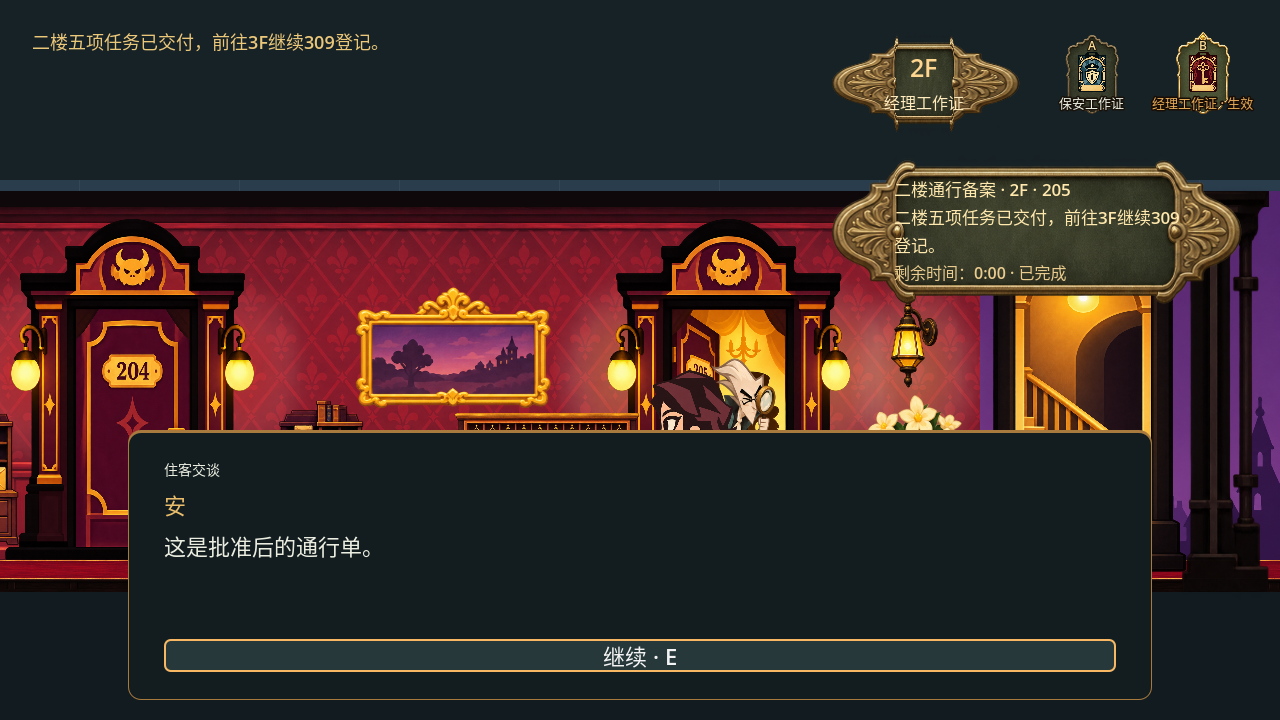 二楼五项任务已交付，前往3F继续309登记。
2F
经理工作证
A
保安工作证
B
经理工作证·生效
二楼通行备案 · 2F · 205
二楼五项任务已交付，前往3F继续309
登记。
剩余时间：0:00 · 已完成
204
205
住客交谈
安
这是批准后的通行单。
继续 · E